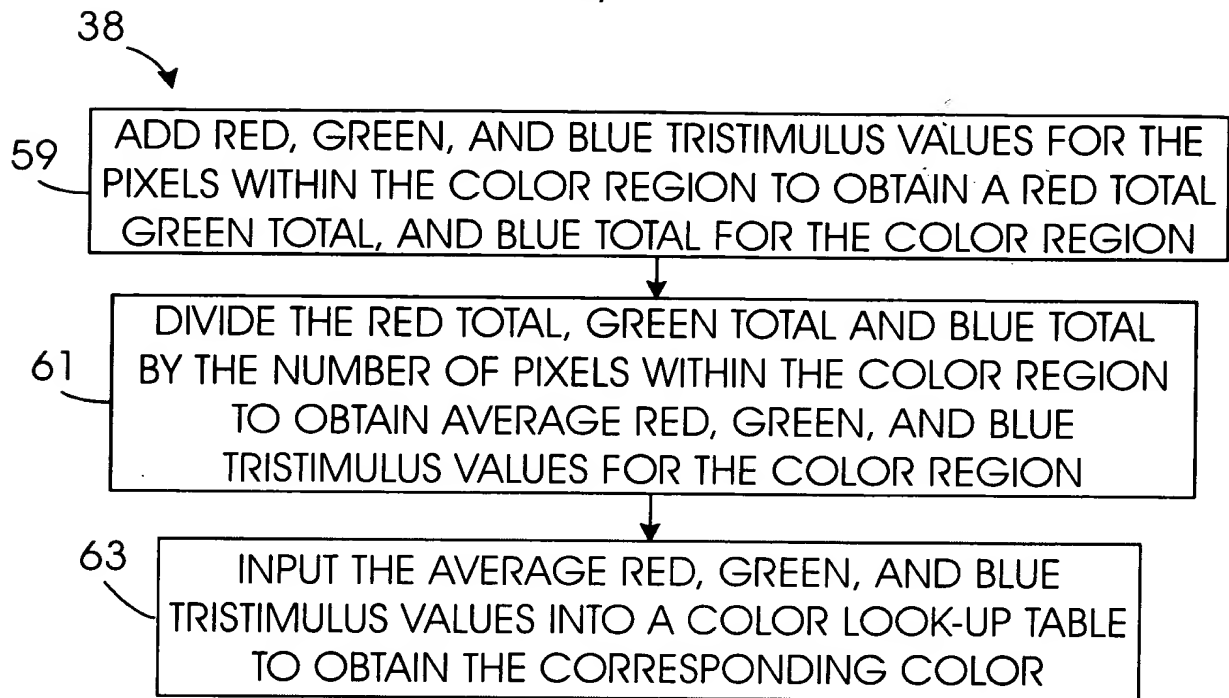 38
59
ADD RED, GREEN, AND BLUE TRISTIMULUS VALUES FOR THE
PIXELS WITHIN THE COLOR REGION TO OBTAIN A RED TOTAL
GREEN TOTAL, AND BLUE TOTAL FOR THE COLOR REGION
61
DIVIDE THE RED TOTAL, GREEN TOTAL AND BLUE TOTAL
BY THE NUMBER OF PIXELS WITHIN THE COLOR REGION
TO OBTAIN AVERAGE RED, GREEN, AND BLUE
TRISTIMULUS VALUES FOR THE COLOR REGION
63
INPUT THE AVERAGE RED, GREEN, AND BLUE
TRISTIMULUS VALUES INTO A COLOR LOOK-UP TABLE
TO OBTAIN THE CORRESPONDING COLOR